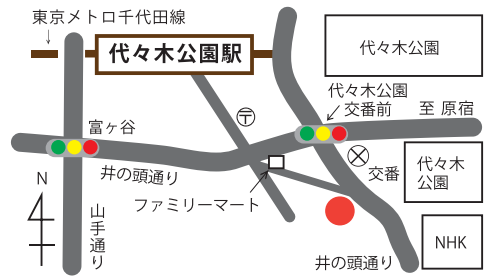 東京メトロ千代田線
代々木公園駅
代々木公園
代々木公園
交番前
至 原宿
富ヶ谷
〒
井の頭通り
交番
代々木
公園
N
ファミリーマート
山手通り
井の頭通り
NHK